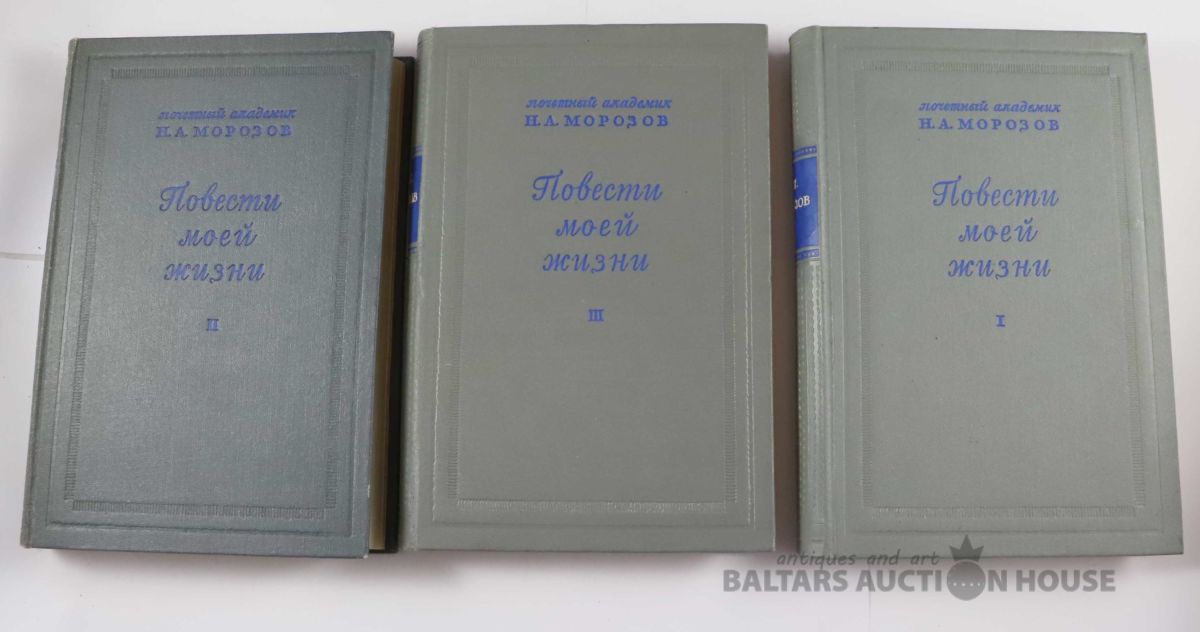 почетный академик
Н.А.МОРОЗОВ
Повести
моей
жизни
II
почетный академик
Н.А.МОРОЗОВ
Повести
моей
жизни
III
почетный академик
Н.А.МОРОЗОВ
Повести
моей
жизни
I
antiques and art
BALTARS AUCTION HOUSE